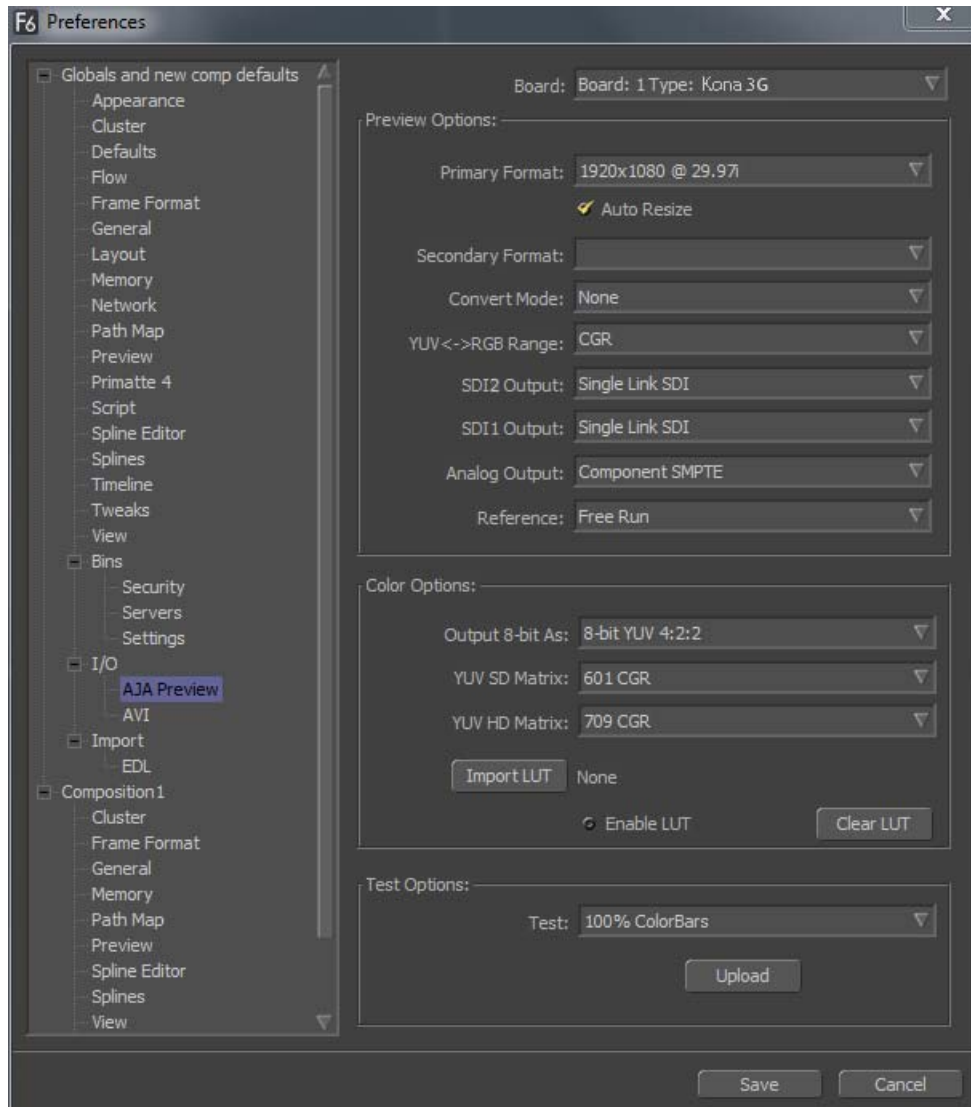 F6 Preferences
X
Globals and new comp defaults
Appearance
Cluster
Defaults
Flow
Frame Format
General
Layout
Memory
Network
Path Map
Preview
Primatte 4
Script
Spline Editor
Splines
Timeline
Tweaks
View
Bins
Security
Servers
Settings
I/O
AJA Preview
AVI
Import
EDL
Composition1
Cluster
Frame Format
General
Memory
Path Map
Preview
Spline Editor
Splines
View
Board: Board: 1 Type: Kona 3G
Preview Options:
Primary Format: 1920x1080 @ 29.97i
Auto Resize
Secondary Format:
Convert Mode: None
YUV<->RGB Range: CGR
SDI2 Output: Single Link SDI
SDI1 Output: Single Link SDI
Analog Output: Component SMPTE
Reference: Free Run
Color Options:
Output 8-bit As: 8-bit YUV 4:2:2
YUV SD Matrix: 601 CGR
YUV HD Matrix: 709 CGR
Import LUT None
Enable LUT Clear LUT
Test Options:
Test: 100% ColorBars
Upload
Save Cancel